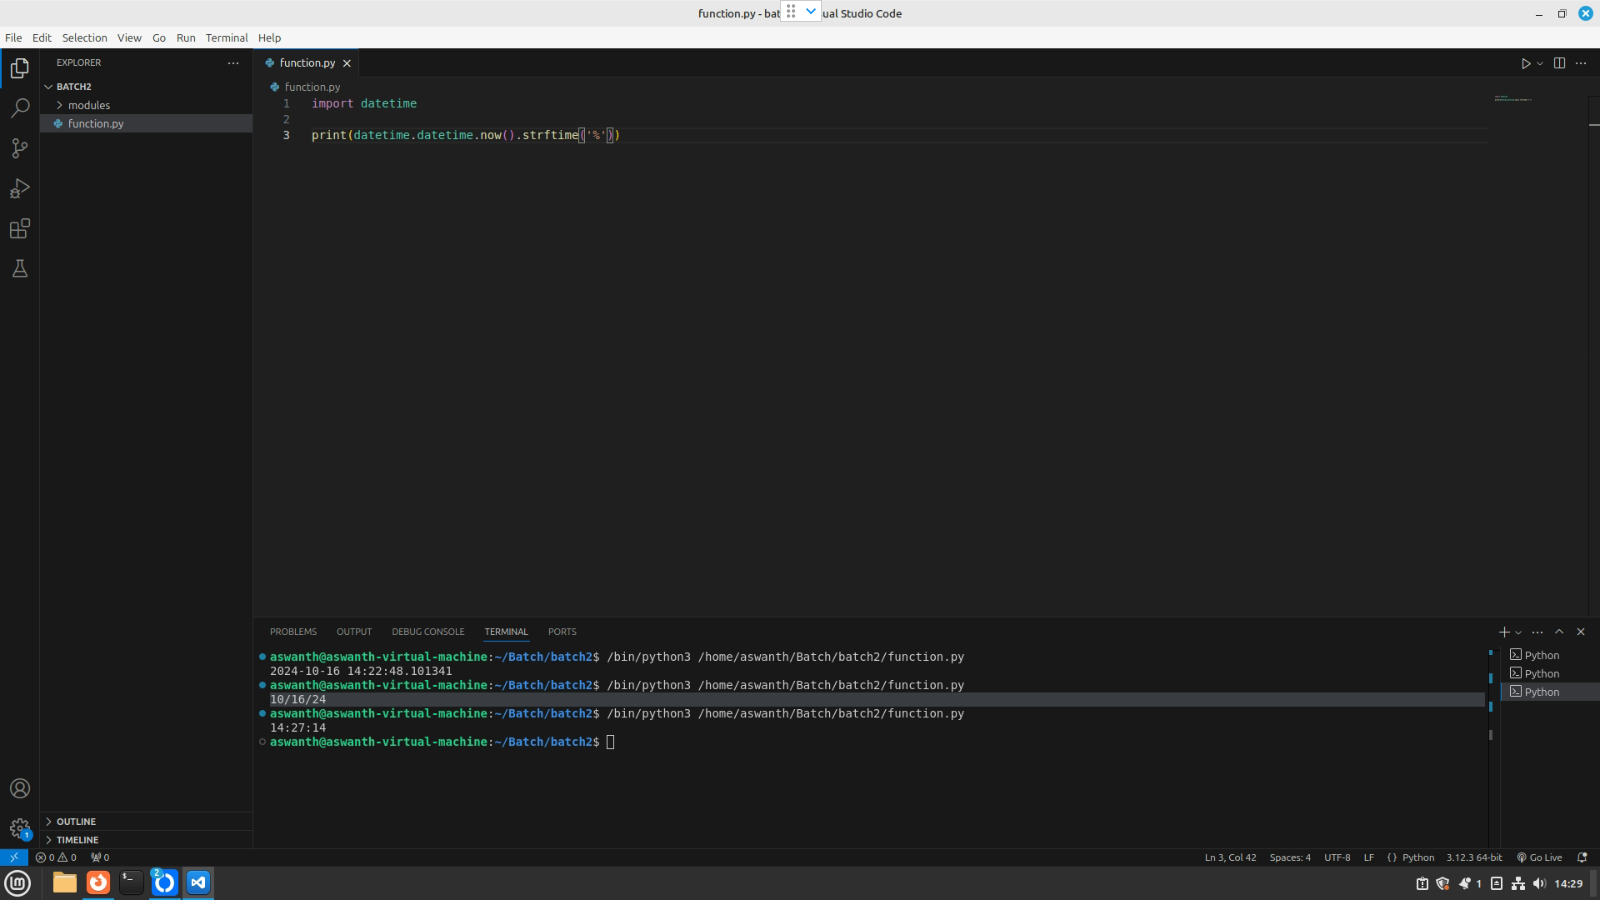 function.py - bat ual Studio Code
File Edit Selection View Go Run Terminal Help
EXPLORER
function.py
BATCH2
modules
function.py
function.py
1 import datetime
2
3 print(datetime.datetime.now().strftime('%'))
PROBLEMS OUTPUT DEBUG CONSOLE TERMINAL PORTS
aswanth@aswanth-virtual-machine:~/Batch/batch2$ /bin/python3 /home/aswanth/Batch/batch2/function.py
2024-10-16 14:22:48.101341
aswanth@aswanth-virtual-machine:~/Batch/batch2$ /bin/python3 /home/aswanth/Batch/batch2/function.py
10/16/24
aswanth@aswanth-virtual-machine:~/Batch/batch2$ /bin/python3 /home/aswanth/Batch/batch2/function.py
14:27:14
aswanth@aswanth-virtual-machine:~/Batch/batch2$
Python
Python
Python
OUTLINE
TIMELINE
1
0 0 0
Ln 3, Col 42 Spaces: 4 UTF-8 LF {} Python 3.12.3 64-bit Go Live
2
1 14:29